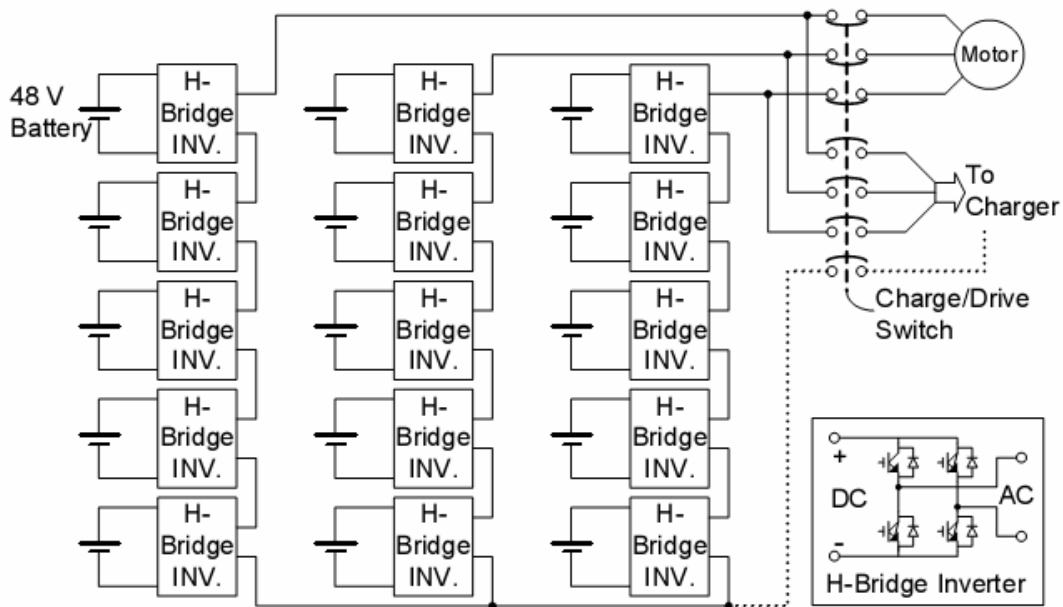 48 V
Battery
H-
Bridge
INV.
H-
Bridge
INV.
H-
Bridge
INV.
H-
Bridge
INV.
H-
Bridge
INV.
H-
Bridge
INV.
H-
Bridge
INV.
H-
Bridge
INV.
H-
Bridge
INV.
H-
Bridge
INV.
H-
Bridge
INV.
H-
Bridge
INV.
H-
Bridge
INV.
H-
Bridge
INV.
H-
Bridge
INV.
Motor
To
Charger
Charge/Drive
Switch
+
DC
AC
-
H-Bridge Inverter